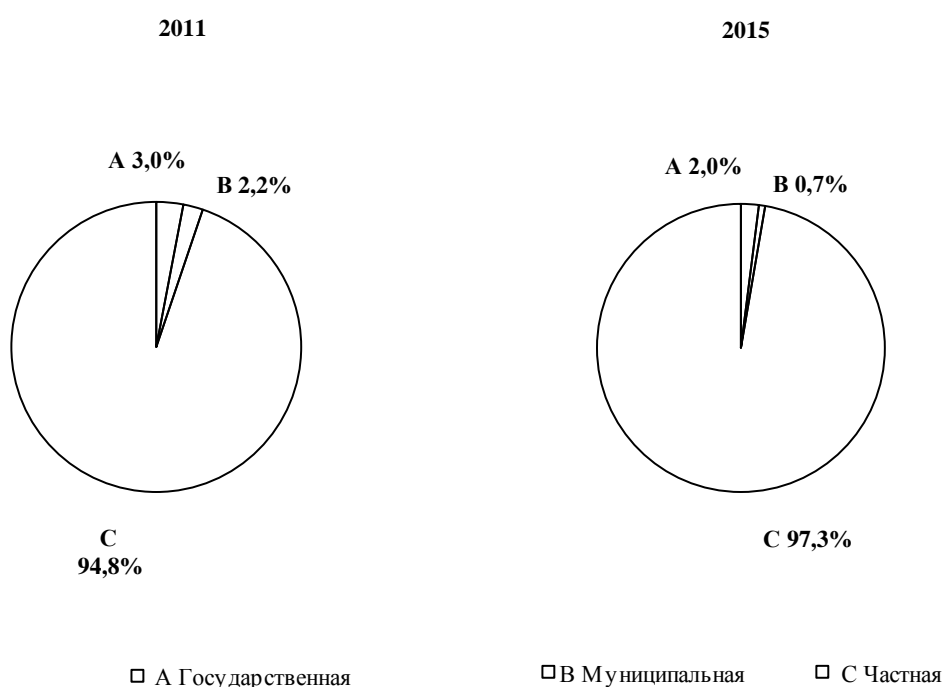 2011
2015
A 3,0%
B 2,2%
A 2,0%
B 0,7%
C
94,8%
C 97,3%
A Государственная
B Муниципальная
C Частная